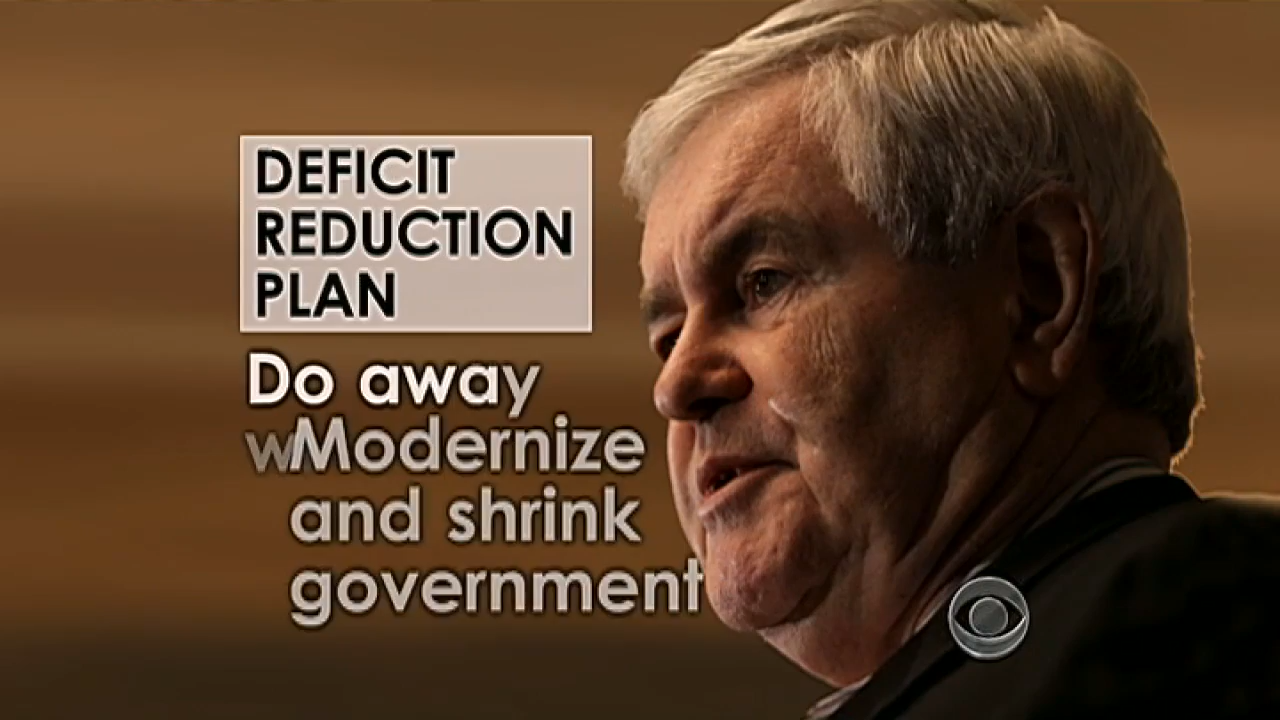 DEFICIT
REDUCTION
PLAN
Do away
wModernize
and shrink
government